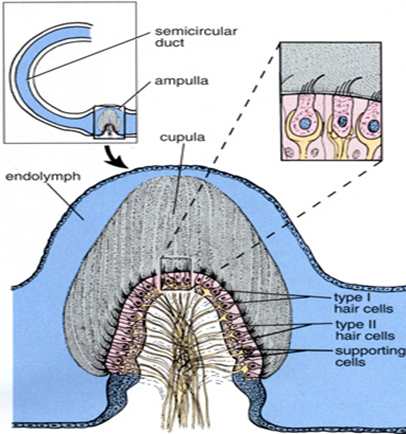 semicircular
duct
ampulla
cupula
endolymph
type I
hair cells
type II
hair cells
supporting
cells